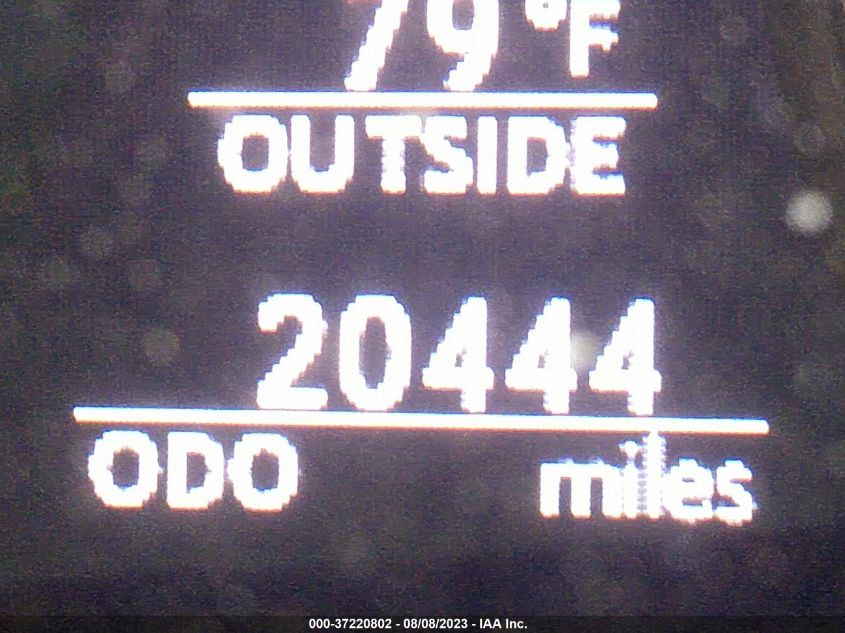 79°F
OUTSIDE
20444
ODO miles
000-37220802 - 08/08/2023 - IAA Inc.